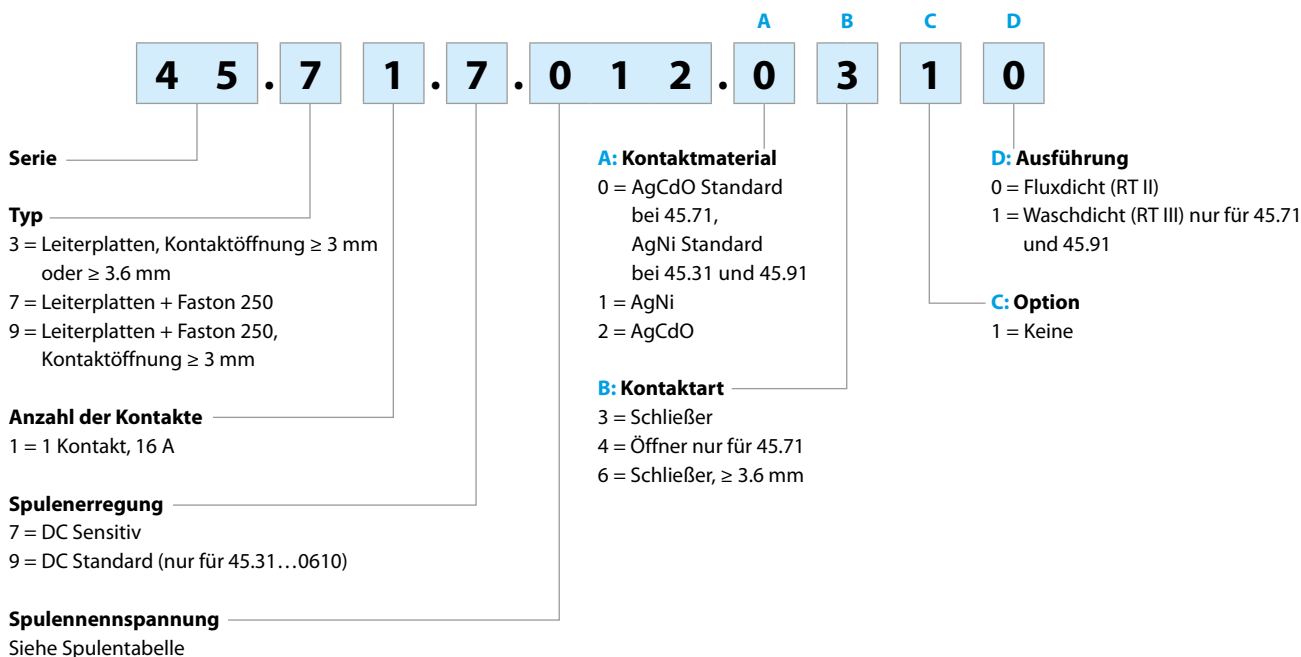 A B C D
4 5 . 7 1 . 7 . 0 1 2 . 0 3 1 0
Serie
Typ
3 = Leiterplatten, Kontaktöffnung ≥ 3 mm
oder ≥ 3.6 mm
7 = Leiterplatten + Faston 250
9 = Leiterplatten + Faston 250,
Kontaktöffnung ≥ 3 mm
Anzahl der Kontakte
1 = 1 Kontakt, 16 A
Spulenerregung
7 = DC Sensitiv
9 = DC Standard (nur für 45.31…0610)
Spulennennspannung
Siehe Spulentabelle
A: Kontaktmaterial
0 = AgCdO Standard
bei 45.71,
AgNi Standard
bei 45.31 und 45.91
1 = AgNi
2 = AgCdO
B: Kontaktart
3 = Schließer
4 = Öffner nur für 45.71
6 = Schließer, ≥ 3.6 mm
D: Ausführung
0 = Fluxdicht (RT II)
1 = Waschdicht (RT III) nur für 45.71
und 45.91
C: Option
1 = Keine